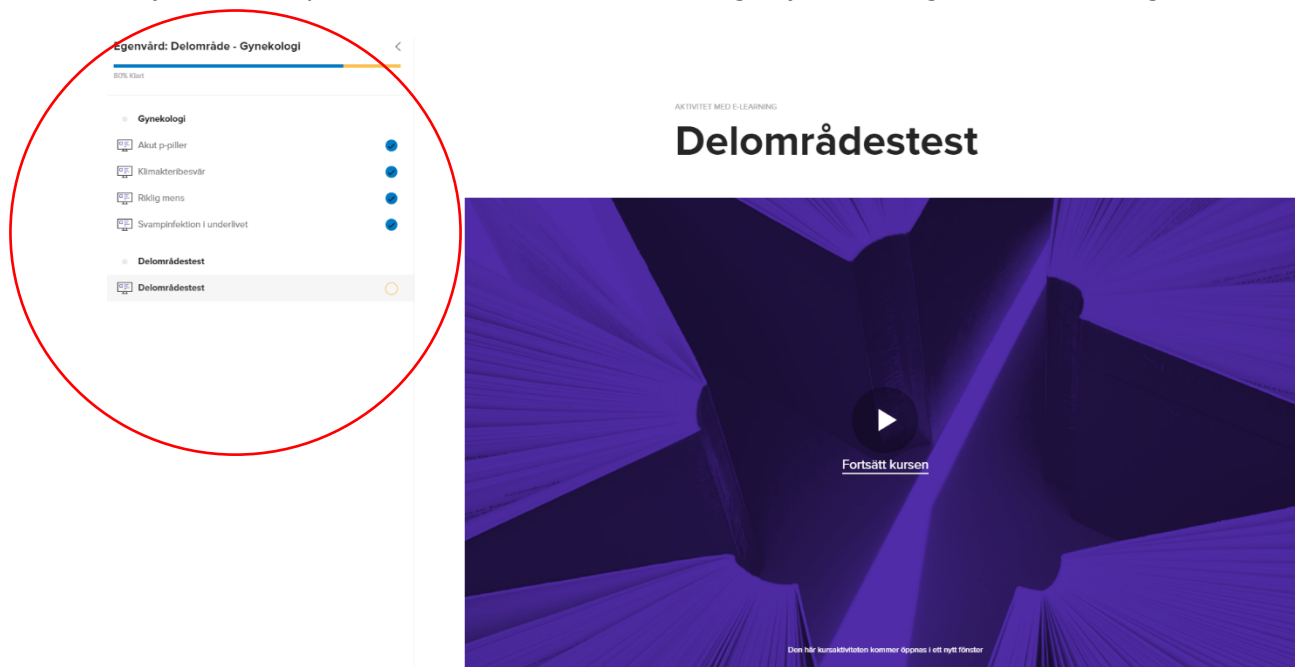 Egenvård: Delområde - Gynekologi
80% Klart
Gynekologi
Akut p-piller
Klimakteribesvär
Riklig mens
Svampinfektion i underlivet
Delområdestest
Delområdestest
AKTIVITET MED E-LEARNING
Delområdestest
Fortsätt kursen
Den här kursaktiviteten kommer öppnas i ett nytt fönster